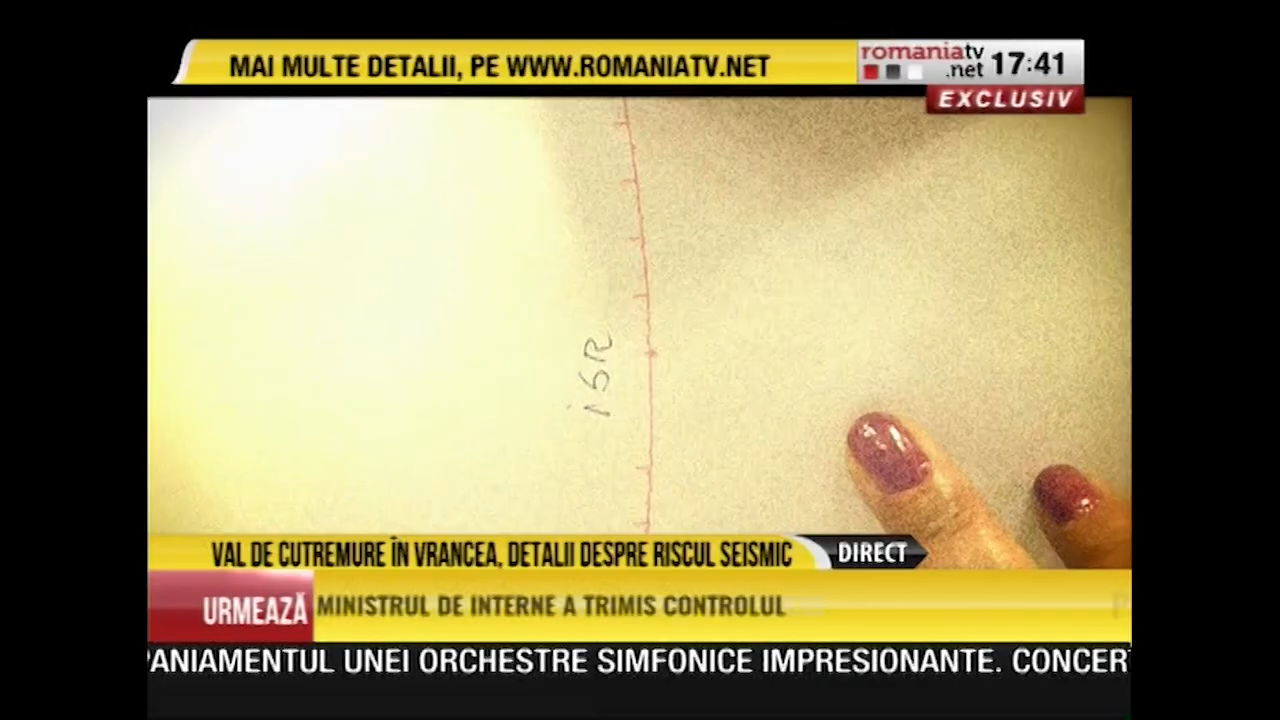 MAI MULTE DETALII, PE WWW.ROMANIATV.NET
romaniatv
.net 17:41
EXCLUSIV
ISR
VAL DE CUTREMURE ÎN VRANCEA, DETALII DESPRE RISCUL SEISMIC
DIRECT
URMEAZĂ
MINISTRUL DE INTERNE A TRIMIS CONTROLUL
PANIAMENTUL UNEI ORCHESTRE SIMFONICE IMPRESIONANTE. CONCERT